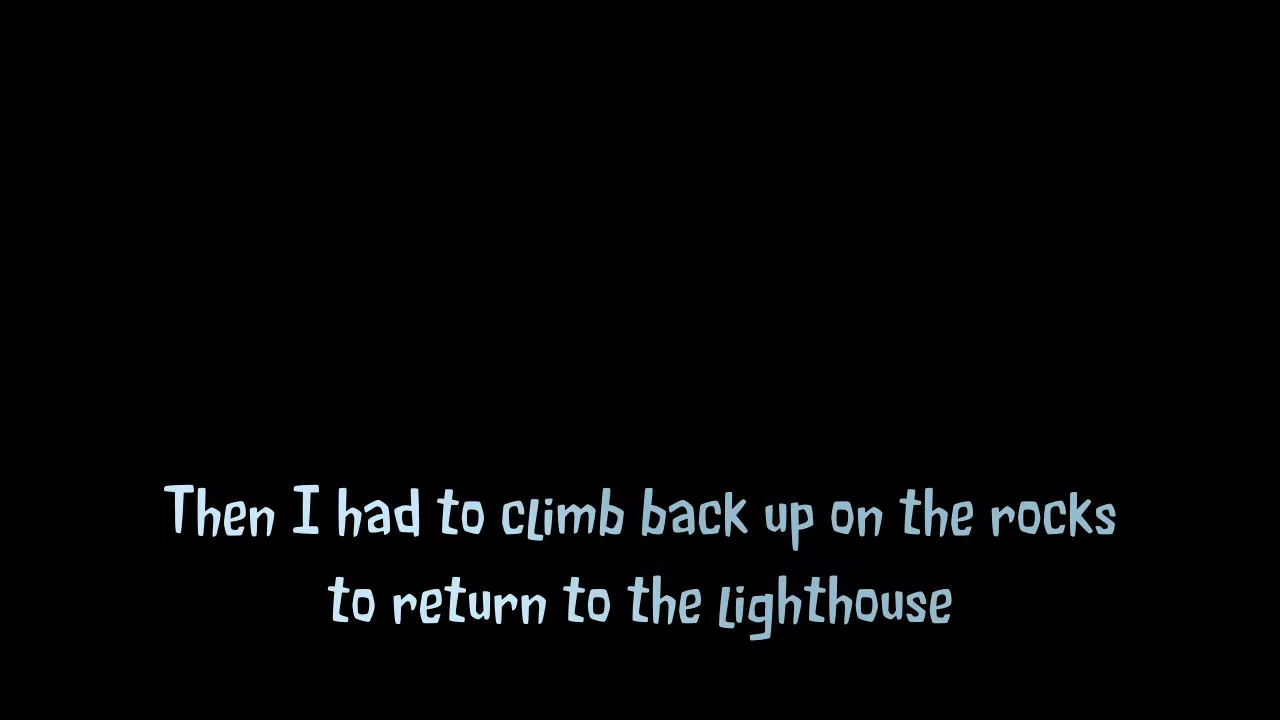 Then I had to climb back up on the rocks
to return to the lighthouse